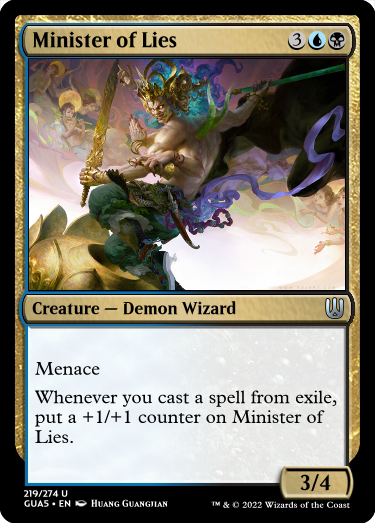 Minister of Lies 3
Creature — Demon Wizard
Menace
Whenever you cast a spell from exile,
put a +1/+1 counter on Minister of
Lies.
3/4
219/274 U
GUA5 • EN Huang Guangjian
™ & © 2022 Wizards of the Coast